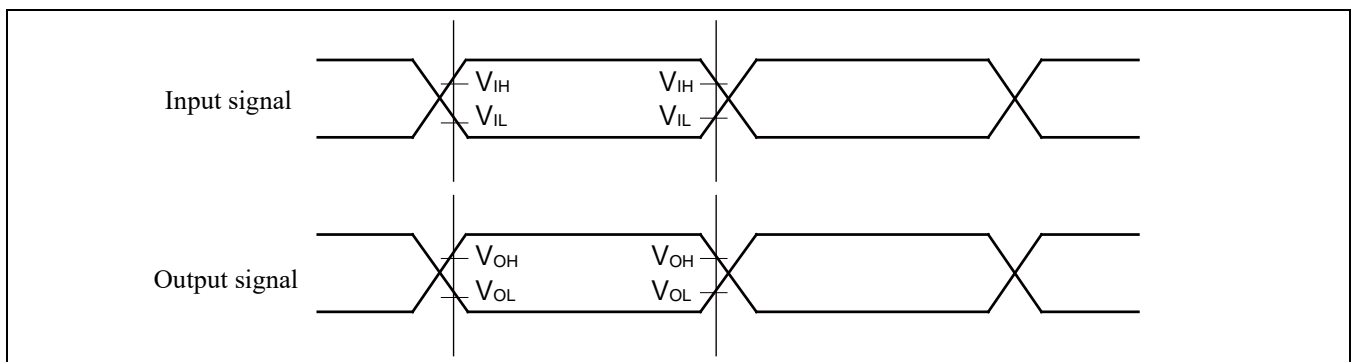 Input signal
VIH
VIL
VIH
VIL
Output signal
VOH
VOL
VOH
VOL